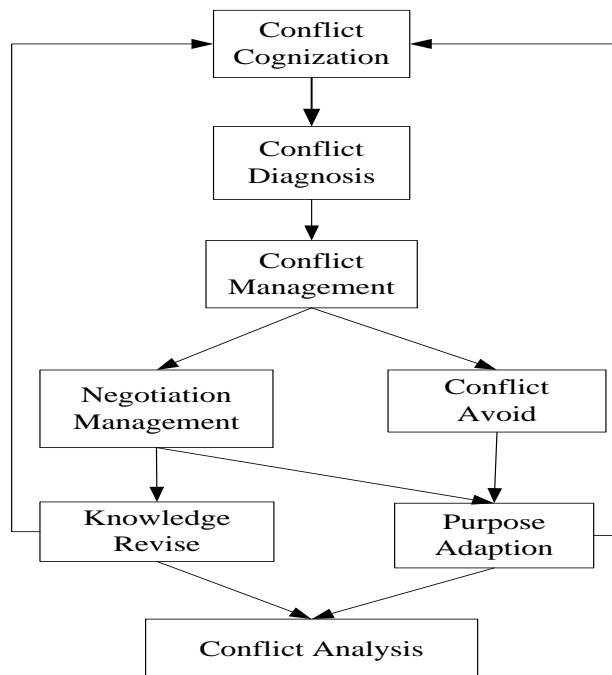 Conflict
Cognization
Conflict
Diagnosis
Conflict
Management
Negotiation
Management
Conflict
Avoid
Knowledge
Revise
Purpose
Adaption
Conflict Analysis